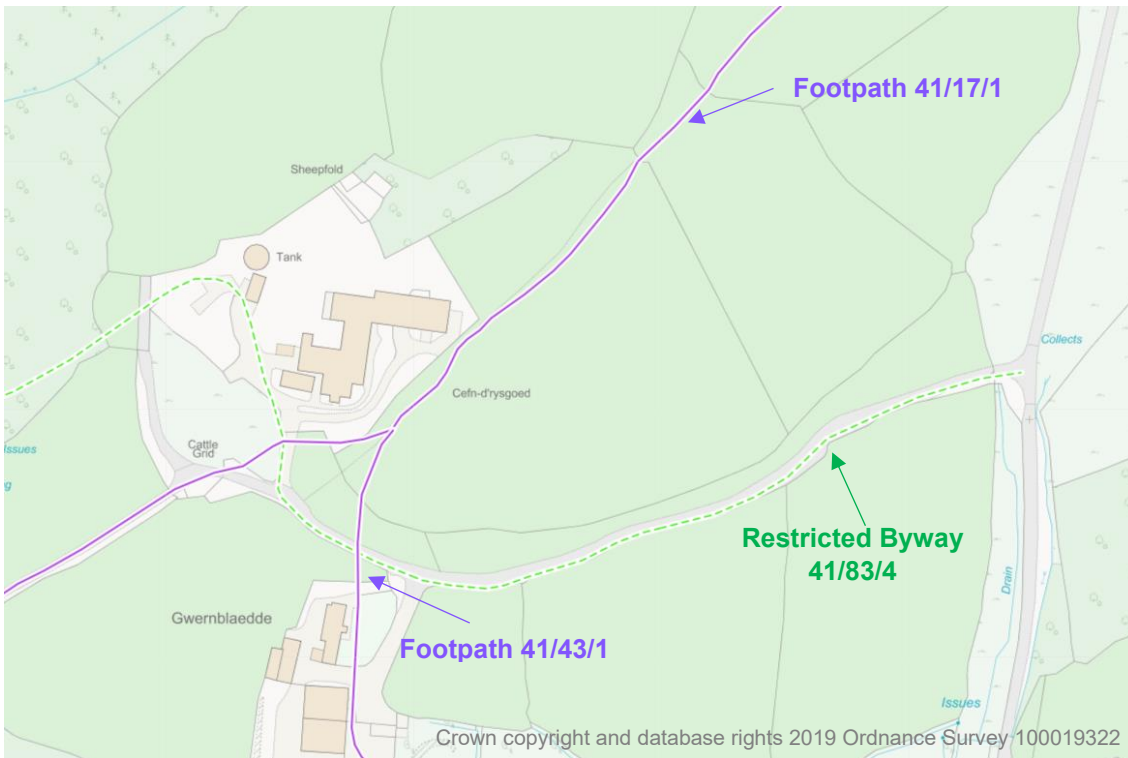 Footpath 41/17/1
Sheepfold
Tank
Collects
Cefn-d'rysgoed
Cattle
Grid
Issues
Restricted Byway
41/83/4
Drain
Gwernblaedde
Footpath 41/43/1
Issues
Crown copyright and database rights 2019 Ordnance Survey 100019322